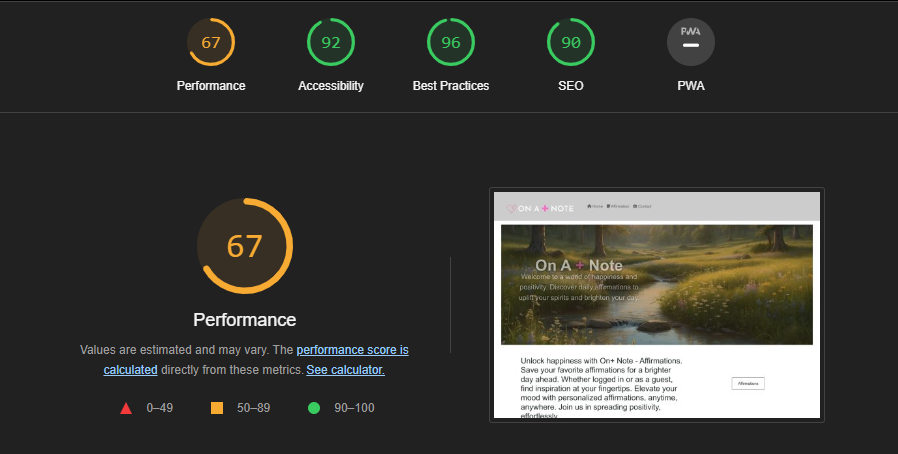 67
92
96
90
PWA
Performance
Accessibility
Best Practices
SEO
PWA
67
Performance
Values are estimated and may vary. The performance score is
calculated directly from these metrics. See calculator.
0–49
50–89
90–100
ON A + NOTE
Home
Affirmations
Contact
On A + Note
Welcome to a world of happiness and
positivity. Discover daily affirmations to
uplift your spirits and brighten your day.
Unlock happiness with On+ Note - Affirmations.
Save your favorite affirmations for a brighter
day ahead. Whether logged in or as a guest,
find inspiration at your fingertips. Elevate your
mood with personalized affirmations, anytime,
anywhere. Join us in spreading positivity,
effortlessly.
Affirmations